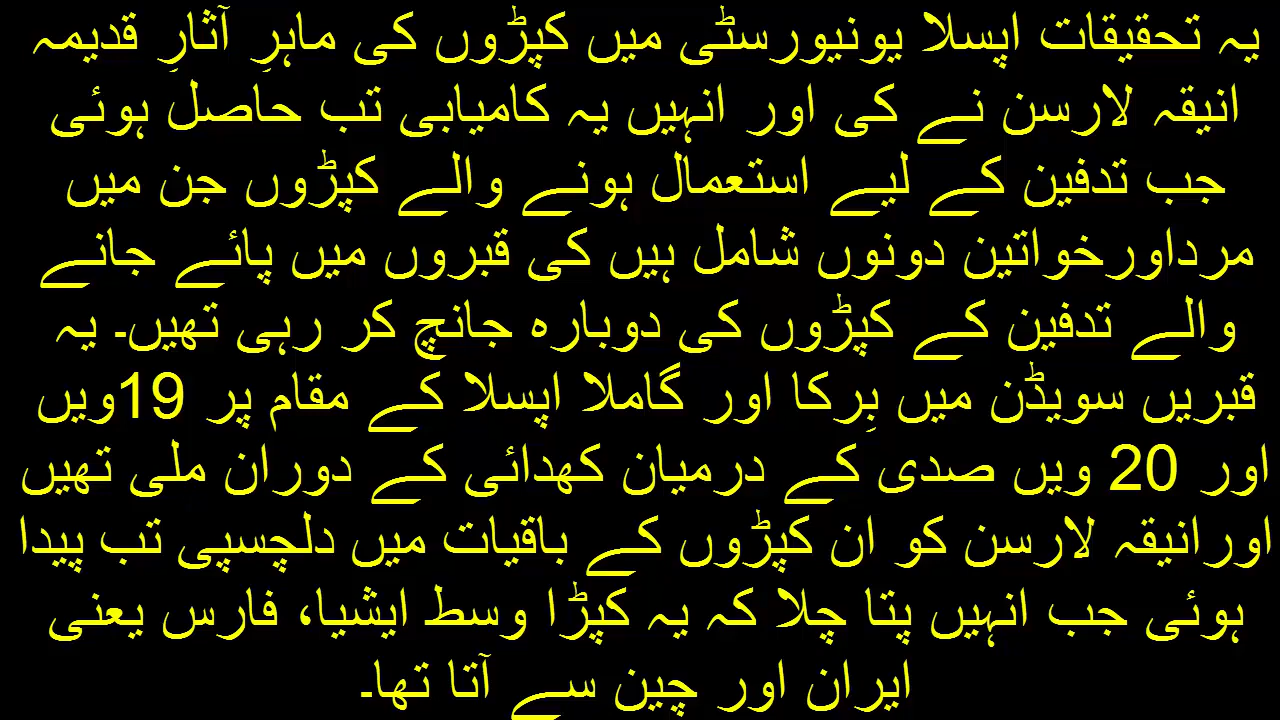 یہ تحقیقات اپسلا یونیورسٹی میں کپڑوں کی ماہرِ آثارِ قدیمہ
انیقہ لارسن نے کی اور انہیں یہ کامیابی تب حاصل ہوئی
جب تدفین کے لیے استعمال ہونے والے کپڑوں جن میں
مرداورخواتین دونوں شامل ہیں کی قبروں میں پائے جانے
والے تدفین کے کپڑوں کی دوبارہ جانچ کر رہی تھیں۔ یہ
قبریں سویڈن میں بِرکا اور گاملا اپسلا کے مقام پر 19ویں
اور 20 ویں صدی کے درمیان کھدائی کے دوران ملی تھیں
اورانیقہ لارسن کو ان کپڑوں کے باقیات میں دلچسپی تب پیدا
ہوئی جب انہیں پتا چلا کہ یہ کپڑا وسط ایشیا، فارس یعنی
ایران اور چین سے آتا تھا۔